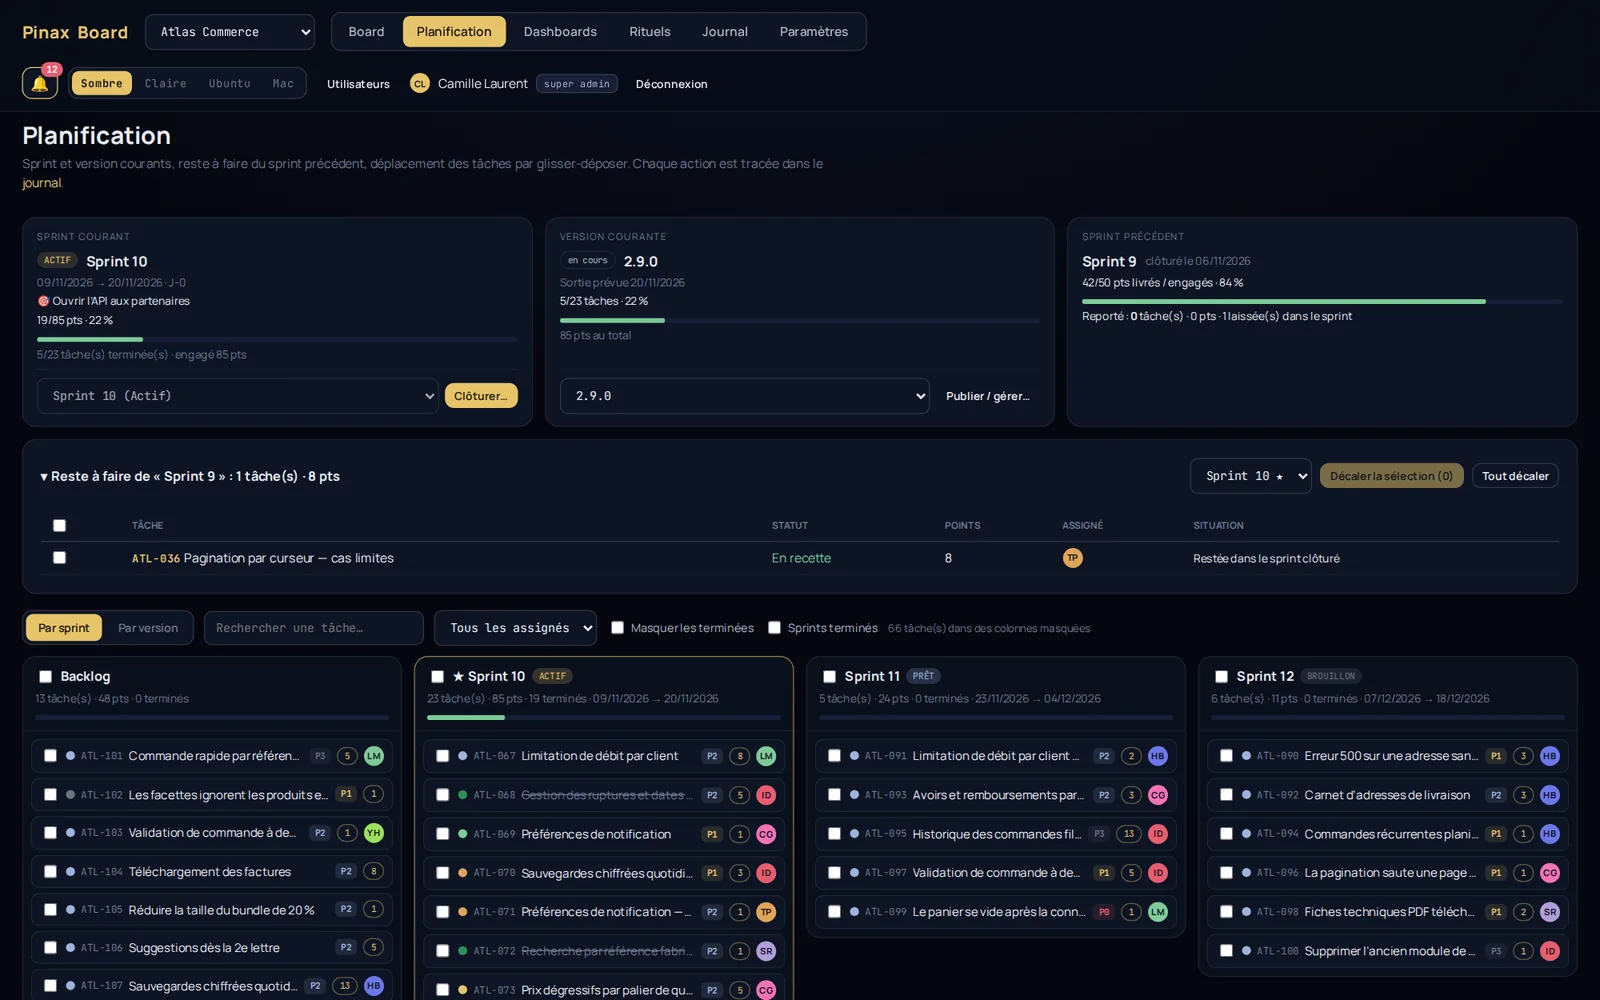 Pinax Board
Atlas Commerce
Board
Planification
Dashboards
Rituels
Journal
Paramètres
12
Sombre
Claire
Ubuntu
Mac
Utilisateurs
CL
Camille Laurent
super admin
Déconnexion
Planification
Sprint et version courants, reste à faire du sprint précédent, déplacement des tâches par glisser-déposer. Chaque action est tracée dans le
journal.
SPRINT COURANT
ACTIF Sprint 10
09/11/2026 → 20/11/2026 · J-0
🎯 Ouvrir l'API aux partenaires
19/85 pts · 22 %
5/23 tâche(s) terminée(s) · engagé 85 pts
Sprint 10 (Actif)
Clôturer…
VERSION COURANTE
en cours 2.9.0
Sortie prévue 20/11/2026
5/23 tâches · 22 %
85 pts au total
2.9.0
Publier / gérer…
SPRINT PRÉCÉDENT
Sprint 9 clôturé le 06/11/2026
42/50 pts livrés / engagés · 84 %
Reporté : 0 tâche(s) · 0 pts · 1 laissée(s) dans le sprint
▾ Reste à faire de « Sprint 9 » : 1 tâche(s) · 8 pts
Sprint 10 ★
Décaler la sélection (0)
Tout décaler
TÂCHE STATUT POINTS ASSIGNÉ SITUATION
ATL-036 Pagination par curseur — cas limites En recette 8 TP Restée dans le sprint clôturé
Par sprint
Par version
Rechercher une tâche…
Tous les assignés
Masquer les terminées
Sprints terminés
66 tâche(s) dans des colonnes masquées
Backlog
13 tâche(s) · 48 pts · 0 terminés
ATL-101 Commande rapide par référen… P3 5 LM
ATL-102 Les facettes ignorent les produits e… P1 1
ATL-103 Validation de commande à de… P2 1 YH
ATL-104 Téléchargement des factures P2 8
ATL-105 Réduire la taille du bundle de 20 % P2 1
ATL-106 Suggestions dès la 2e lettre P2 5
ATL-107 Sauvegardes chiffrées quotid… P2 13 HB
★ Sprint 10 ACTIF
23 tâche(s) · 85 pts · 19 terminés · 09/11/2026 → 20/11/2026
ATL-067 Limitation de débit par client P2 8 LM
ATL-068 Gestion des ruptures et dates… P2 5 ID
ATL-069 Préférences de notification P1 1 CG
ATL-070 Sauvegardes chiffrées quotidi… P1 3 ID
ATL-071 Préférences de notification —… P2 1 TP
ATL-072 Recherche par référence fabri… P2 1 SR
ATL-073 Prix dégressifs par palier de qu… P2 5 CG
Sprint 11 PRÊT
5 tâche(s) · 24 pts · 0 terminés · 23/11/2026 → 04/12/2026
ATL-091 Limitation de débit par client … P2 2 HB
ATL-093 Avoirs et remboursements par… P2 3 CG
ATL-095 Historique des commandes fil… P3 13 ID
ATL-097 Validation de commande à de… P1 5 ID
ATL-099 Le panier se vide après la conn… P0 1 LM
Sprint 12 BROUILLON
6 tâche(s) · 11 pts · 0 terminés · 07/12/2026 → 18/12/2026
ATL-090 Erreur 500 sur une adresse san… P1 3 HB
ATL-092 Carnet d'adresses de livraison P2 3 HB
ATL-094 Commandes récurrentes plani… P1 1 HB
ATL-096 La pagination saute une page … P1 1 CG
ATL-098 Fiches techniques PDF téléch… P1 2 SR
ATL-100 Supprimer l'ancien module de … P3 1 ID